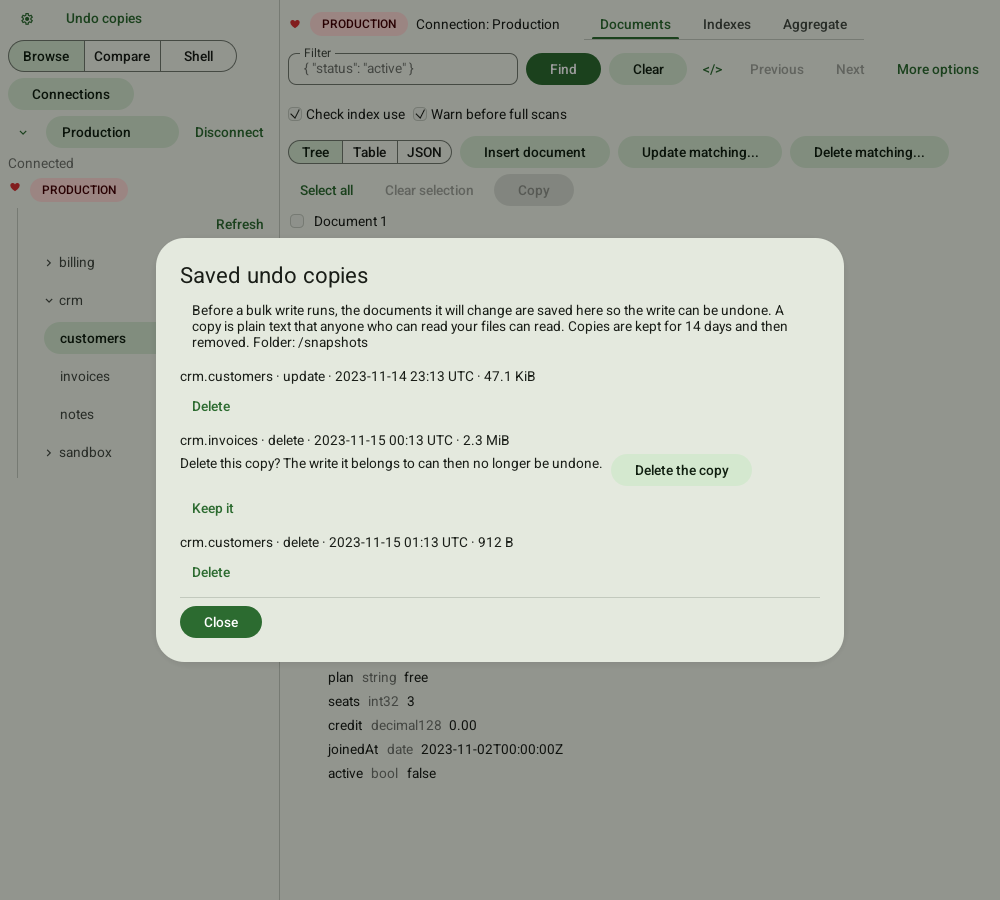 Undo copies
Browse Compare Shell
Connections
Production Disconnect
Connected
PRODUCTION
Refresh
billing
crm
customers
invoices
notes
sandbox
PRODUCTION Connection: Production Documents Indexes Aggregate
Filter
{ "status": "active" } Find Clear </> Previous Next More options
Check index use Warn before full scans
Tree Table JSON Insert document Update matching... Delete matching...
Select all Clear selection Copy
Document 1
Saved undo copies
Before a bulk write runs, the documents it will change are saved here so the write can be undone. A
copy is plain text that anyone who can read your files can read. Copies are kept for 14 days and then
removed. Folder: /snapshots
crm.customers · update · 2023-11-14 23:13 UTC · 47.1 KiB
Delete
crm.invoices · delete · 2023-11-15 00:13 UTC · 2.3 MiB
Delete this copy? The write it belongs to can then no longer be undone. Delete the copy
Keep it
crm.customers · delete · 2023-11-15 01:13 UTC · 912 B
Delete
Close
plan string free
seats int32 3
credit decimal128 0.00
joinedAt date 2023-11-02T00:00:00Z
active bool false